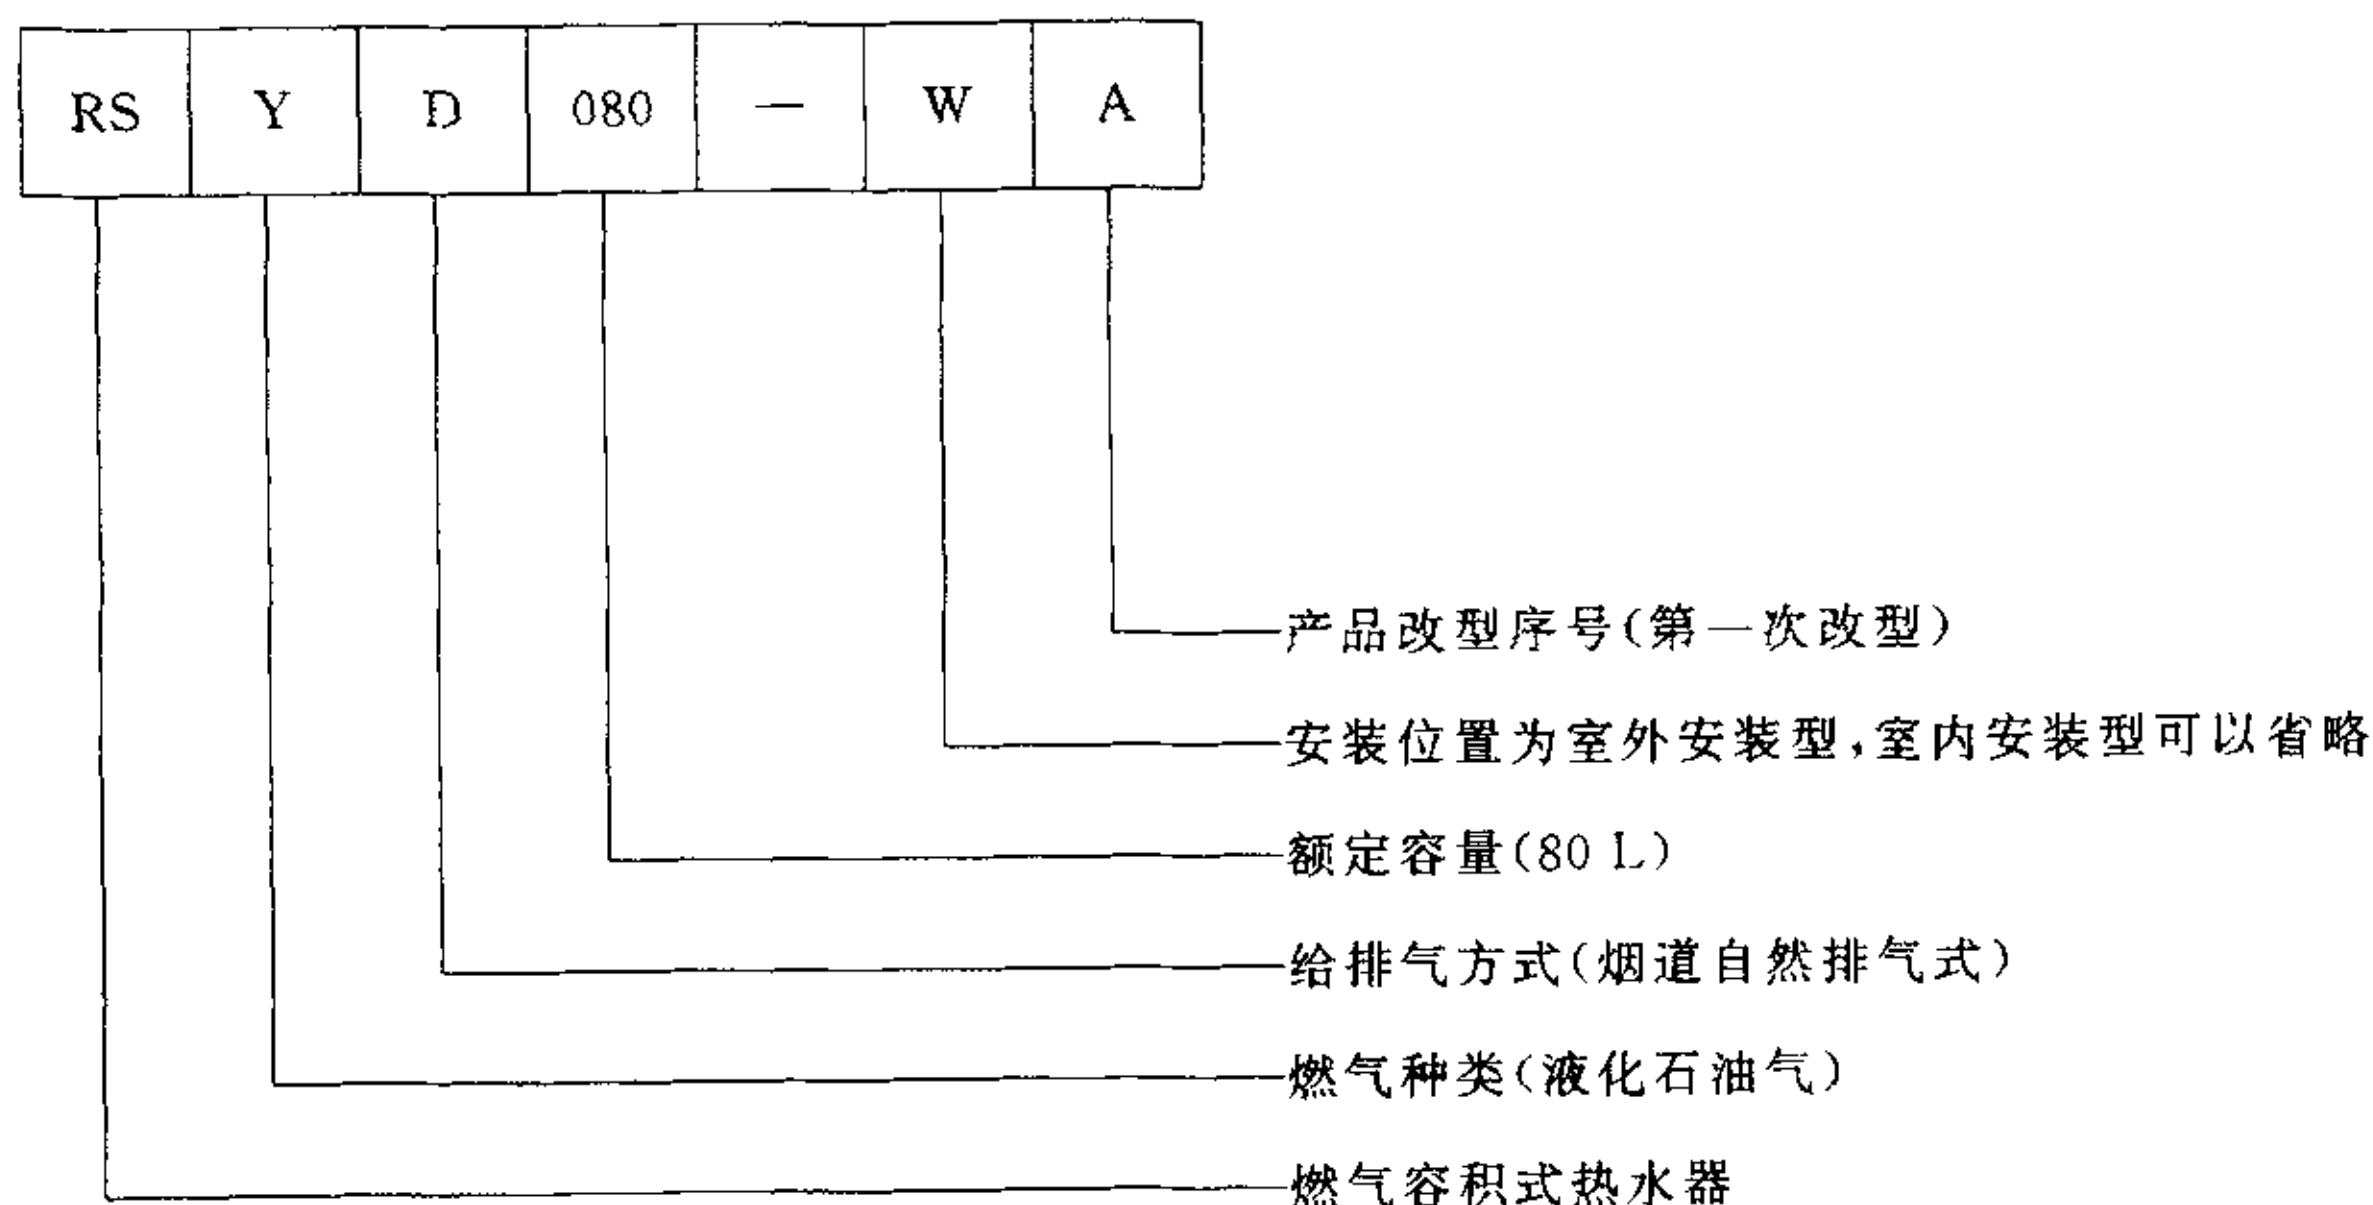 RS Y D 080 — W A
产品改型序号(第一次改型)
安装位置为室外安装型,室内安装型可以省略
额定容量(80 L)
给排气方式(烟道自然排气式)
燃气种类(液化石油气)
燃气容积式热水器